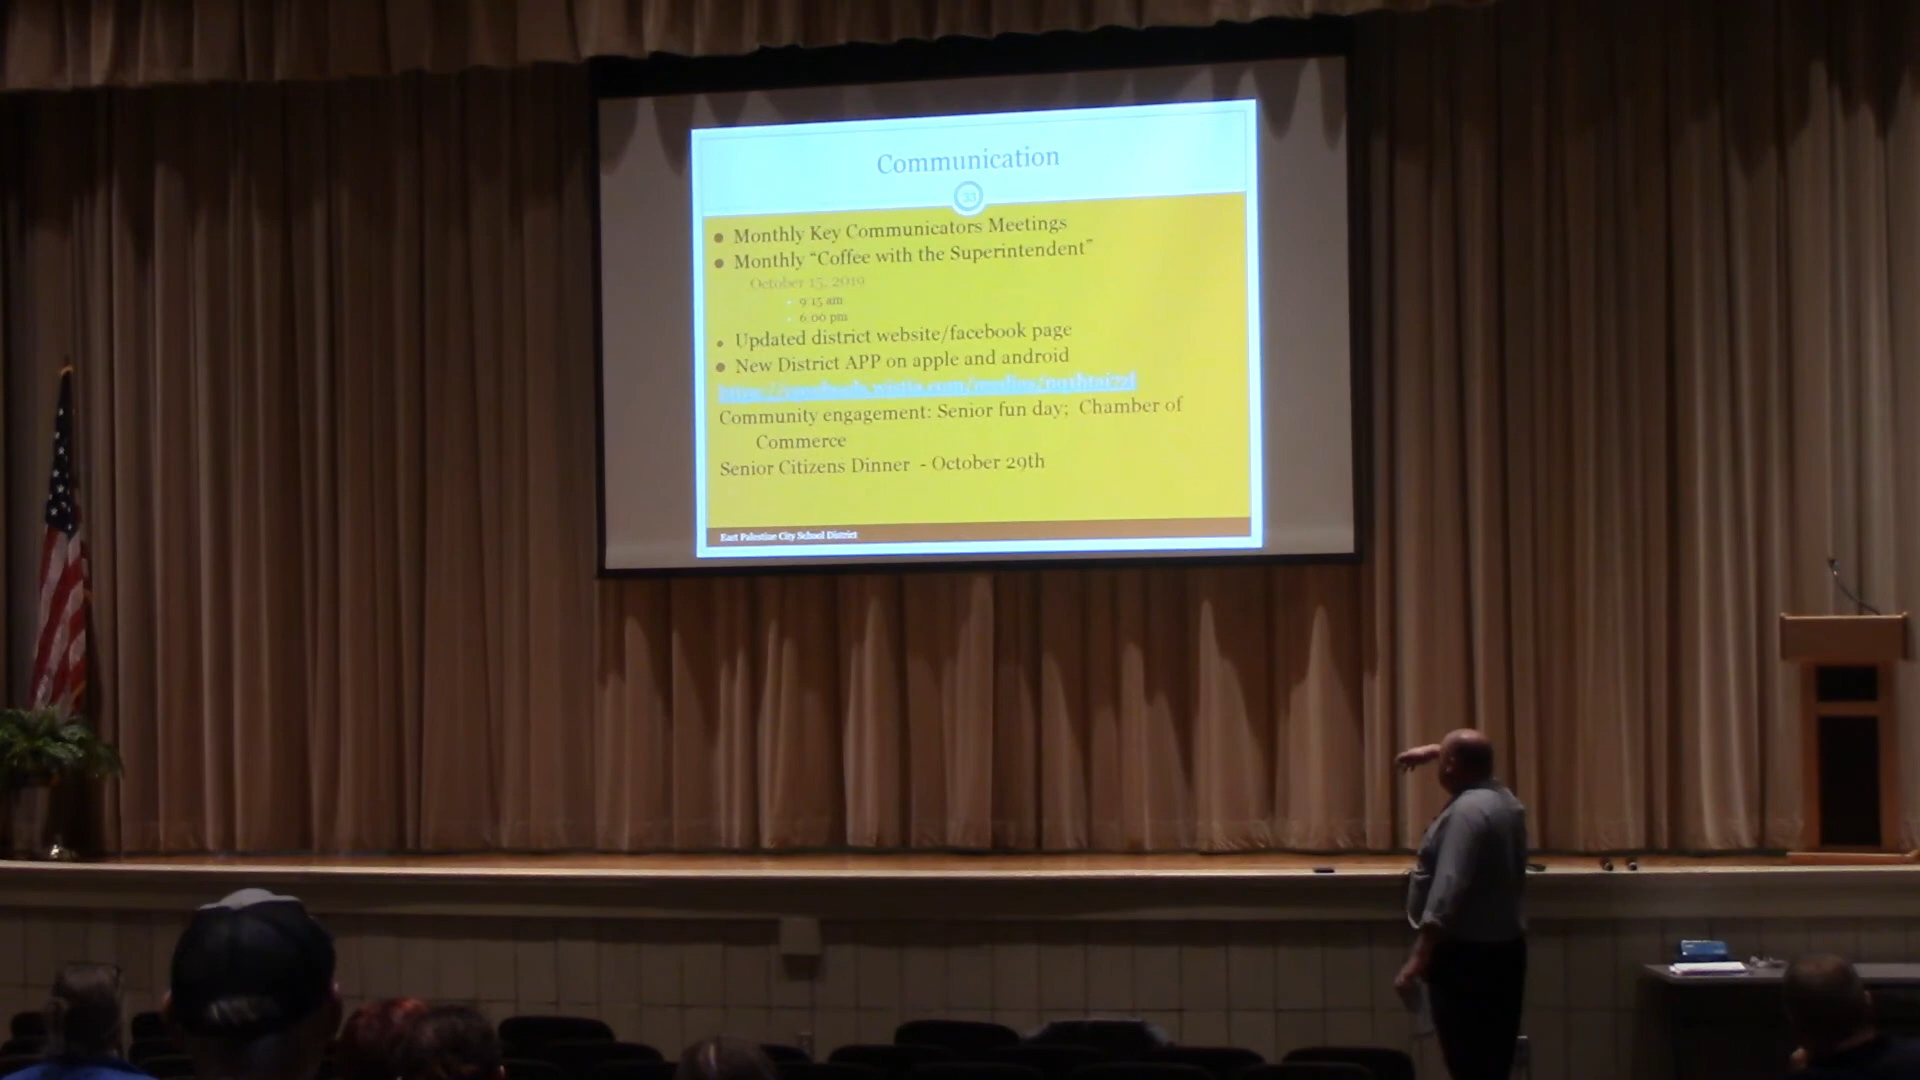 Communication
33
Monthly Key Communicators Meetings
Monthly “Coffee with the Superintendent”
October 15, 2019
9:15 am
6:00 pm
Updated district website/facebook page
New District APP on apple and android
Community engagement: Senior fun day; Chamber of
Commerce
Senior Citizens Dinner - October 29th
East Palestine City School District